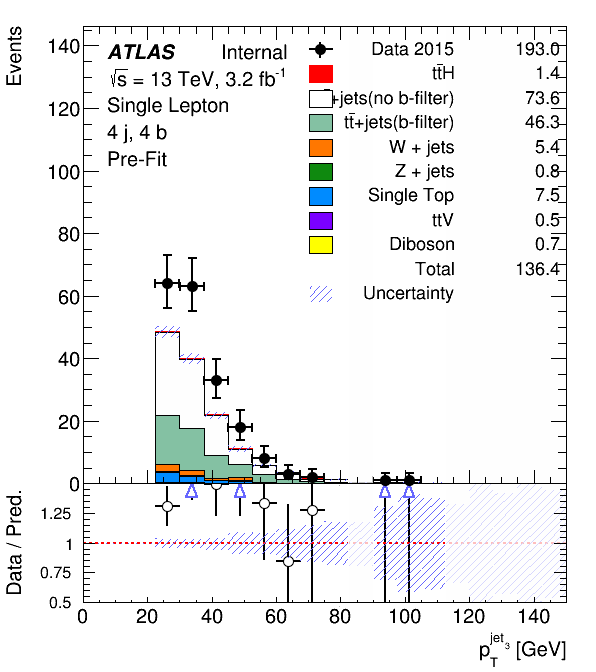 Events
ATLAS Internal
√s = 13 TeV, 3.2 fb⁻¹
Single Lepton
4 j, 4 b
Pre-Fit
Data 2015 193.0
tt̄H 1.4
+jets(no b-filter) 73.6
tt̄+jets(b-filter) 46.3
W + jets 5.4
Z + jets 0.8
Single Top 7.5
ttV 0.5
Diboson 0.7
Total 136.4
Uncertainty
140
120
100
80
60
40
20
0
Data / Pred.
1.25
1
0.75
0.5
0 20 40 60 80 100 120 140
p_T^{jet_3} [GeV]